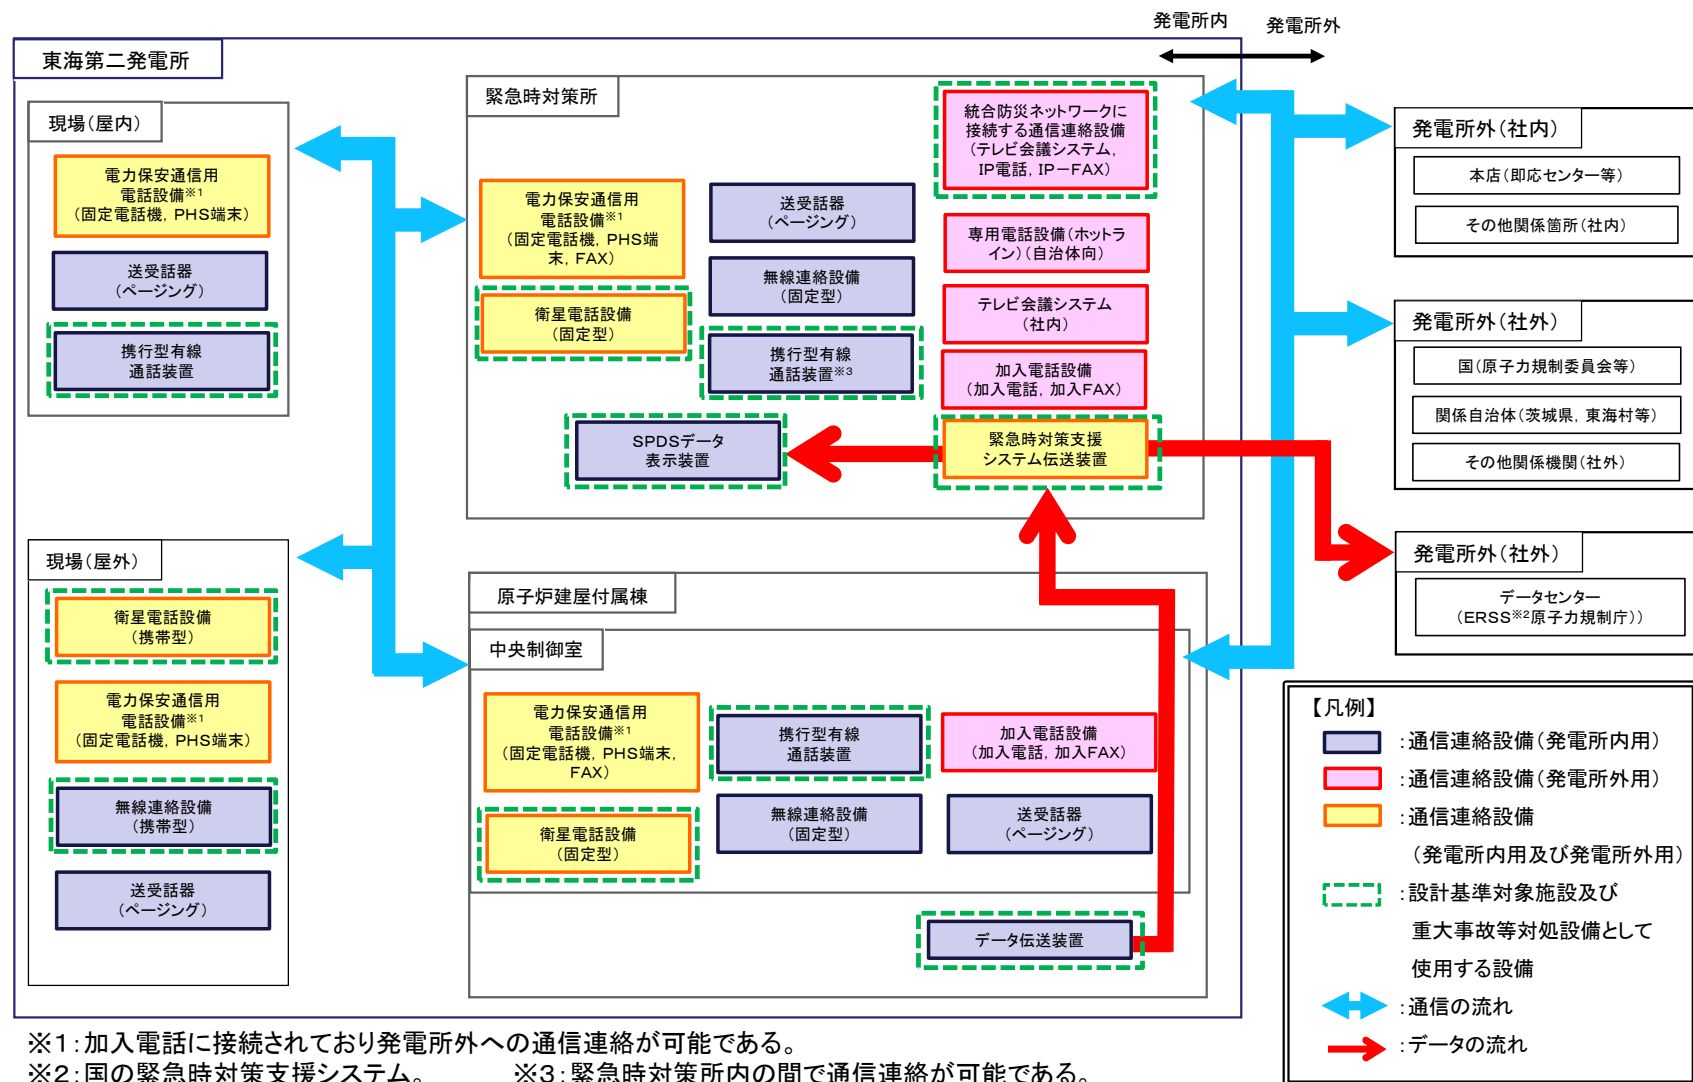 発電所内
発電所外
東海第二発電所
現場(屋内)
電力保安通信用
電話設備※1
(固定電話機, PHS端末)
送受話器
(ページング)
携行型有線
通話装置
現場(屋外)
衛星電話設備
(携帯型)
電力保安通信用
電話設備※1
(固定電話機, PHS端末)
無線連絡設備
(携帯型)
送受話器
(ページング)
緊急時対策所
電力保安通信用
電話設備※1
(固定電話機, PHS端
末, FAX)
衛星電話設備
(固定型)
送受話器
(ページング)
無線連絡設備
(固定型)
携行型有線
通話装置※3
統合防災ネットワークに
接続する通信連絡設備
(テレビ会議システム,
IP電話, IP-FAX)
専用電話設備(ホットラ
イン)(自治体向)
テレビ会議システム
(社内)
加入電話設備
(加入電話, 加入FAX)
SPDSデータ
表示装置
緊急時対策支援
システム伝送装置
原子炉建屋付属棟
中央制御室
電力保安通信用
電話設備※1
(固定電話機, PHS端末,
FAX)
衛星電話設備
(固定型)
携行型有線
通話装置
無線連絡設備
(固定型)
加入電話設備
(加入電話, 加入FAX)
送受話器
(ページング)
データ伝送装置
発電所外(社内)
本店(即応センター等)
その他関係箇所(社内)
発電所外(社外)
国(原子力規制委員会等)
関係自治体(茨城県, 東海村等)
その他関係機関(社外)
発電所外(社外)
データセンター
(ERSS※2原子力規制庁))
【凡例】
:通信連絡設備(発電所内用)
:通信連絡設備(発電所外用)
:通信連絡設備
(発電所内用及び発電所外用)
:設計基準対象施設及び
重大事故等対処設備として
使用する設備
:通信の流れ
:データの流れ
※1:加入電話に接続されており発電所外への通信連絡が可能である。
※2:国の緊急時対策支援システム。 ※3:緊急時対策所内の間で通信連絡が可能である。